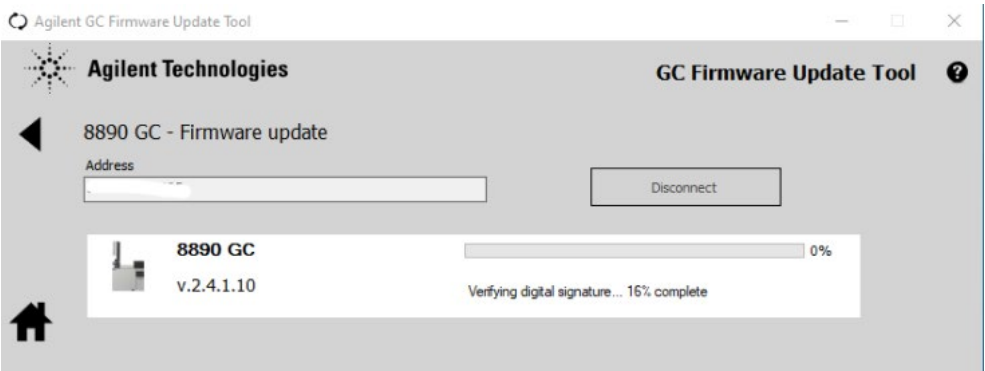 Agilent GC Firmware Update Tool
Agilent Technologies
GC Firmware Update Tool ?
8890 GC - Firmware update
Address
Disconnect
8890 GC
0%
v.2.4.1.10
Verifying digital signature... 16% complete